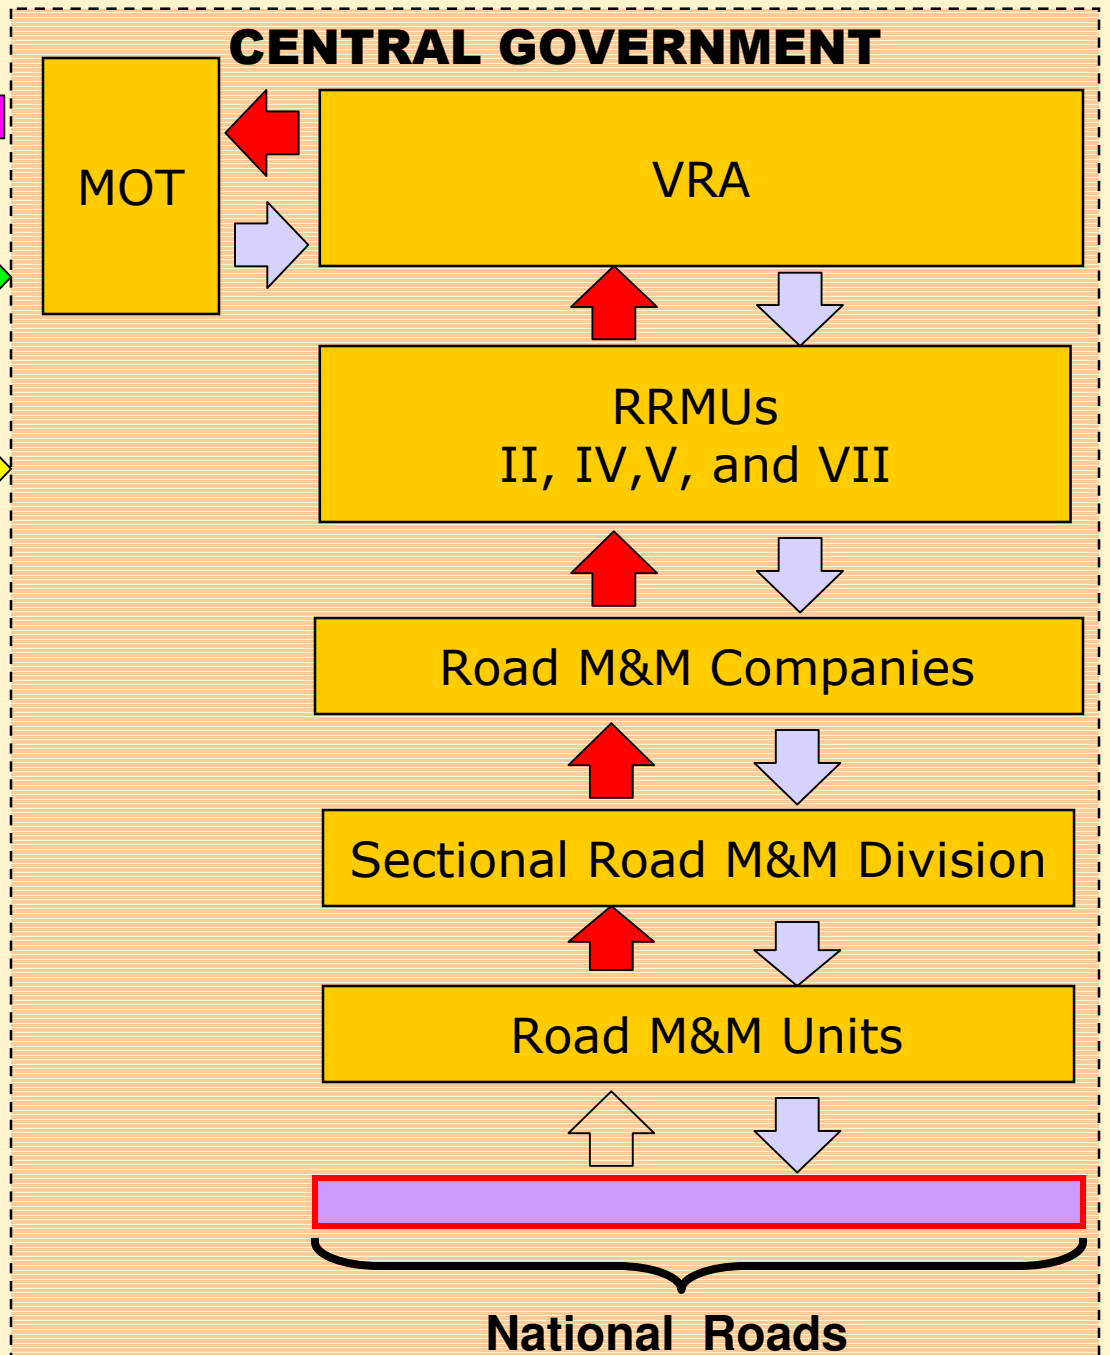 CENTRAL GOVERNMENT
MOT
VRA
RRMUs
II, IV,V, and VII
Road M&M Companies
Sectional Road M&M Division
Road M&M Units
National Roads